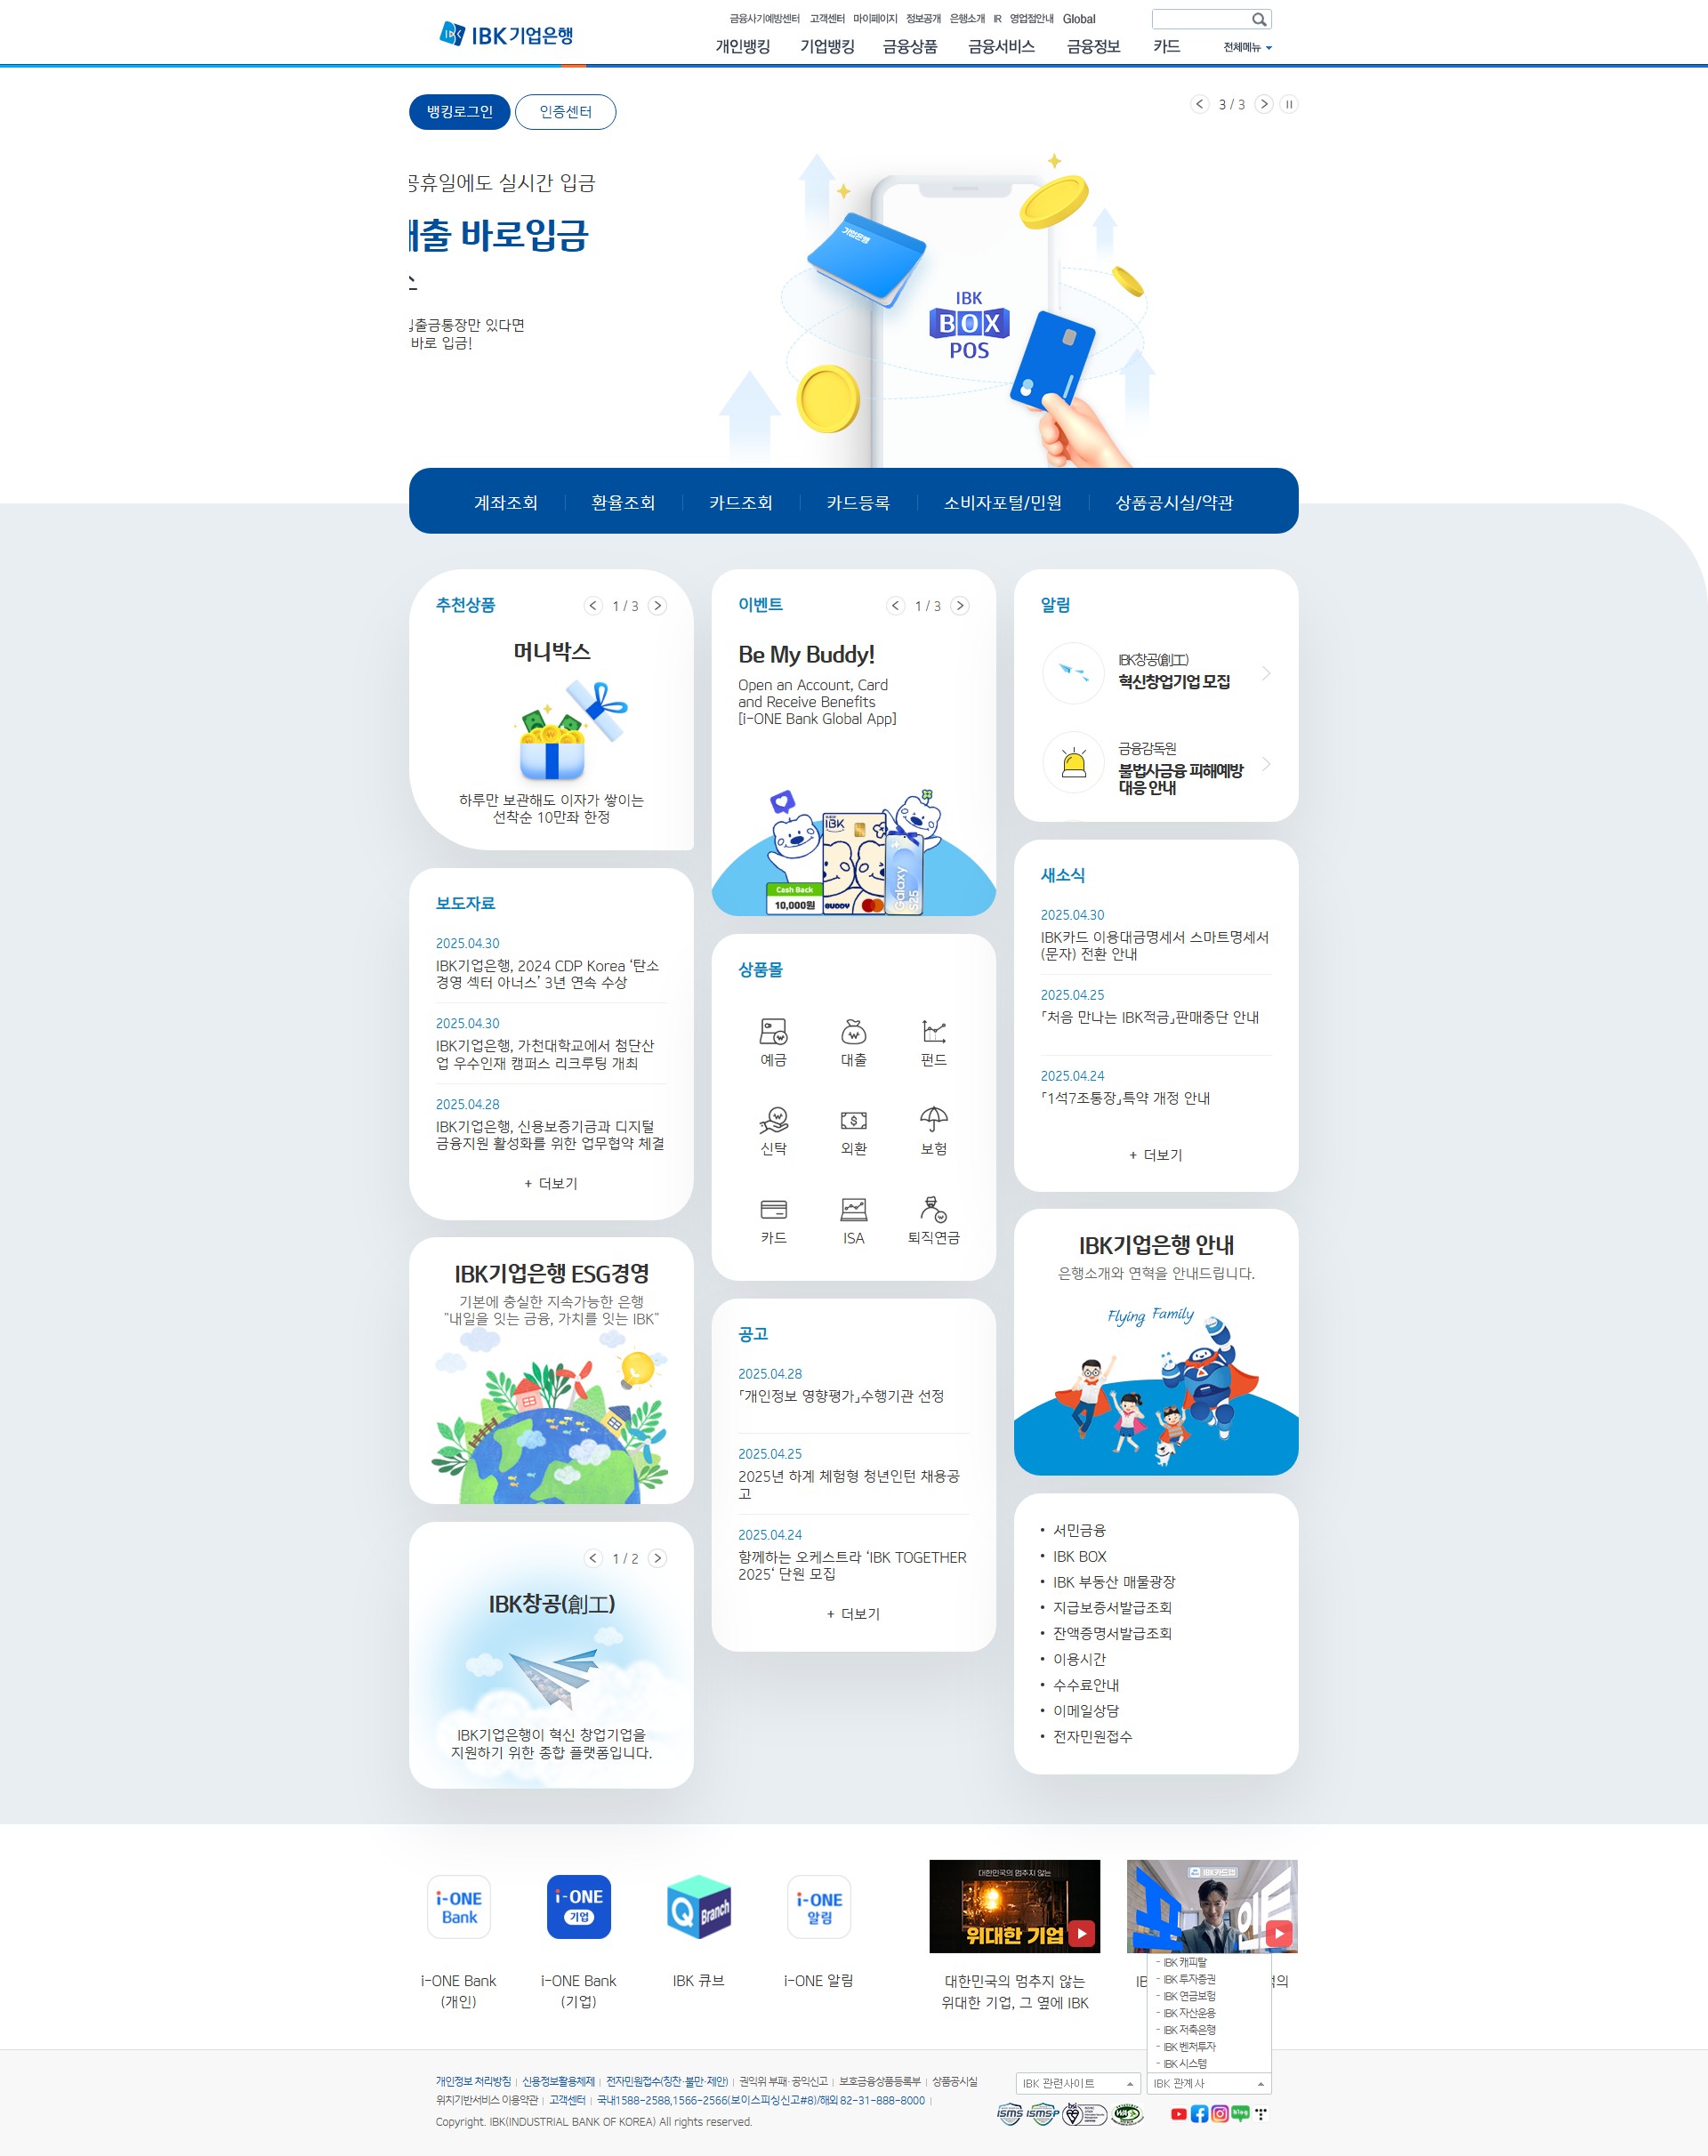 IBK기업은행
금융사기예방센터 고객센터 마이페이지 정보공개 은행소개 IR 영업점안내 Global
개인뱅킹 기업뱅킹 금융상품 금융서비스 금융정보 카드 전체메뉴
뱅킹로그인 인증센터
3 / 3
공휴일에도 실시간 입금
매출 바로입금
입출금통장만 있다면
바로 입금!
기업은행
IBK
BOX
POS
계좌조회 환율조회 카드조회 카드등록 소비자포털/민원 상품공시실/약관
추천상품 1 / 3
머니박스
하루만 보관해도 이자가 쌓이는
선착순 10만좌 한정
이벤트 1 / 3
Be My Buddy!
Open an Account, Card
and Receive Benefits
[i-ONE Bank Global App]
IBK
Cash Back
10,000원
BUDDY
Galaxy
S25
알림
IBK창공(創工)
혁신창업기업 모집
금융감독원
불법사금융 피해예방
대응 안내
보도자료
2025.04.30
IBK기업은행, 2024 CDP Korea ‘탄소
경영 섹터 아너스’ 3년 연속 수상
2025.04.30
IBK기업은행, 가천대학교에서 첨단산
업 우수인재 캠퍼스 리크루팅 개최
2025.04.28
IBK기업은행, 신용보증기금과 디지털
금융지원 활성화를 위한 업무협약 체결
+ 더보기
상품몰
예금 대출 펀드
신탁 외환 보험
카드 ISA 퇴직연금
새소식
2025.04.30
IBK카드 이용대금명세서 스마트명세서
(문자) 전환 안내
2025.04.25
「처음 만나는 IBK적금」판매중단 안내
2025.04.24
「1석7조통장」특약 개정 안내
+ 더보기
IBK기업은행 ESG경영
기본에 충실한 지속가능한 은행
"내일을 잇는 금융, 가치를 잇는 IBK"
공고
2025.04.28
「개인정보 영향평가」수행기관 선정
2025.04.25
2025년 하계 체험형 청년인턴 채용공
고
2025.04.24
함께하는 오케스트라 ‘IBK TOGETHER
2025‘ 단원 모집
+ 더보기
IBK기업은행 안내
은행소개와 연혁을 안내드립니다.
Flying Family
1 / 2
IBK창공(創工)
IBK기업은행이 혁신 창업기업을
지원하기 위한 종합 플랫폼입니다.
• 서민금융
• IBK BOX
• IBK 부동산 매물광장
• 지급보증서발급조회
• 잔액증명서발급조회
• 이용시간
• 수수료안내
• 이메일상담
• 전자민원접수
i-ONE
Bank
i-ONE
기업
Q Branch
i-ONE
알림
i-ONE Bank
(개인)
i-ONE Bank
(기업)
IBK 큐브
i-ONE 알림
대한민국의 멈추지 않는
위대한 기업
대한민국의 멈추지 않는
위대한 기업, 그 옆에 IBK
IBK카드앱
- IBK 캐피탈
- IBK 투자증권
- IBK 연금보험
- IBK 자산운용
- IBK 저축은행
- IBK 벤처투자
- IBK 시스템
개인정보 처리방침 | 신용정보활용체제 | 전자민원접수(칭찬·불만·제안) | 권익위 부패·공익신고 | 보호금융상품등록부 | 상품공시실
위치기반서비스 이용약관 | 고객센터 | 국내1588-2588,1566-2566(보이스피싱신고#8)/해외82-31-888-8000 |
Copyright. IBK(INDUSTRIAL BANK OF KOREA) All rights reserved.
IBK 관련사이트 IBK 관계사
ISMS ISMS-P
blog